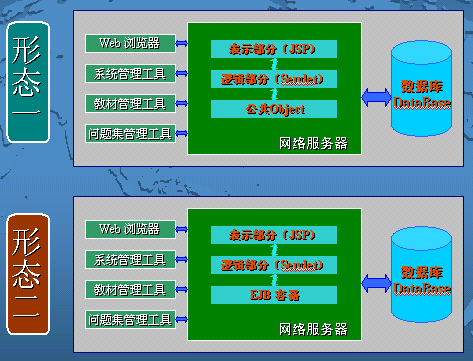 形态一
Web 浏览器
系统管理工具
教材管理工具
问题集管理工具
表示部分（JSP）
逻辑部分（Servlet）
公共Object
网络服务器
数据库
DataBase
形态二
Web 浏览器
系统管理工具
教材管理工具
问题集管理工具
表示部分（JSP）
逻辑部分（Servlet）
EJB 容器
网络服务器
数据库
DataBase